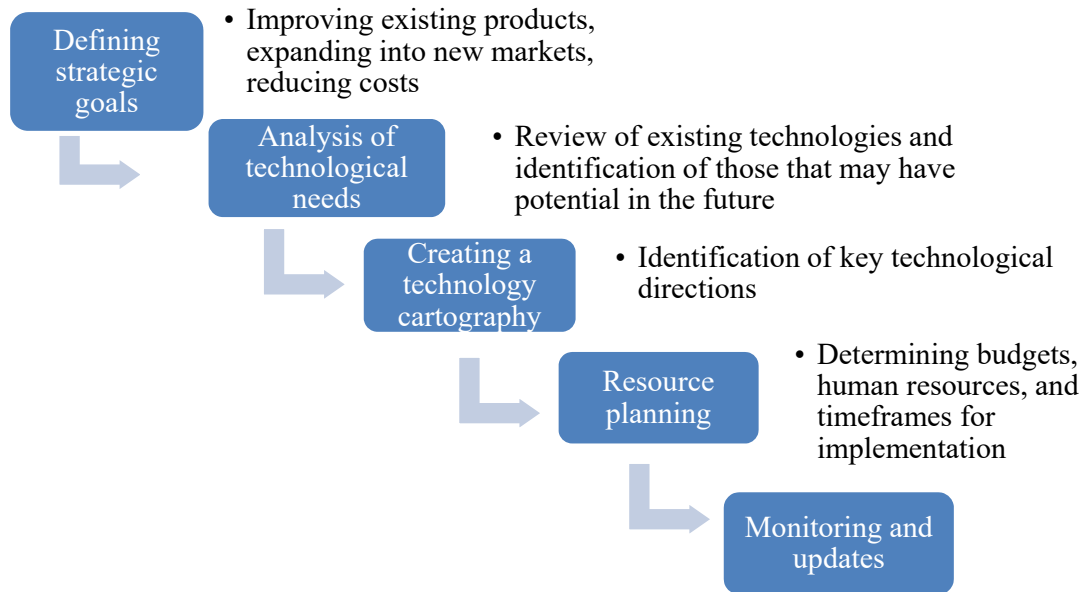 Defining
strategic
goals
• Improving existing products,
expanding into new markets,
reducing costs
Analysis of
technological
needs
• Review of existing technologies and
identification of those that may have
potential in the future
Creating a
technology
cartography
• Identification of key technological
directions
Resource
planning
• Determining budgets,
human resources, and
timeframes for
implementation
Monitoring and
updates